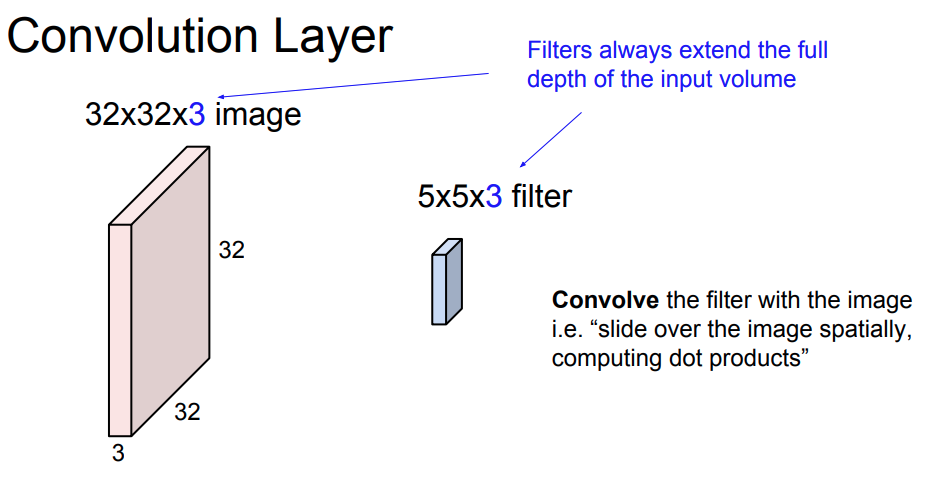 Convolution Layer
Filters always extend the full
depth of the input volume
32x32x3 image
5x5x3 filter
32
32
3
Convolve the filter with the image
i.e. “slide over the image spatially,
computing dot products”